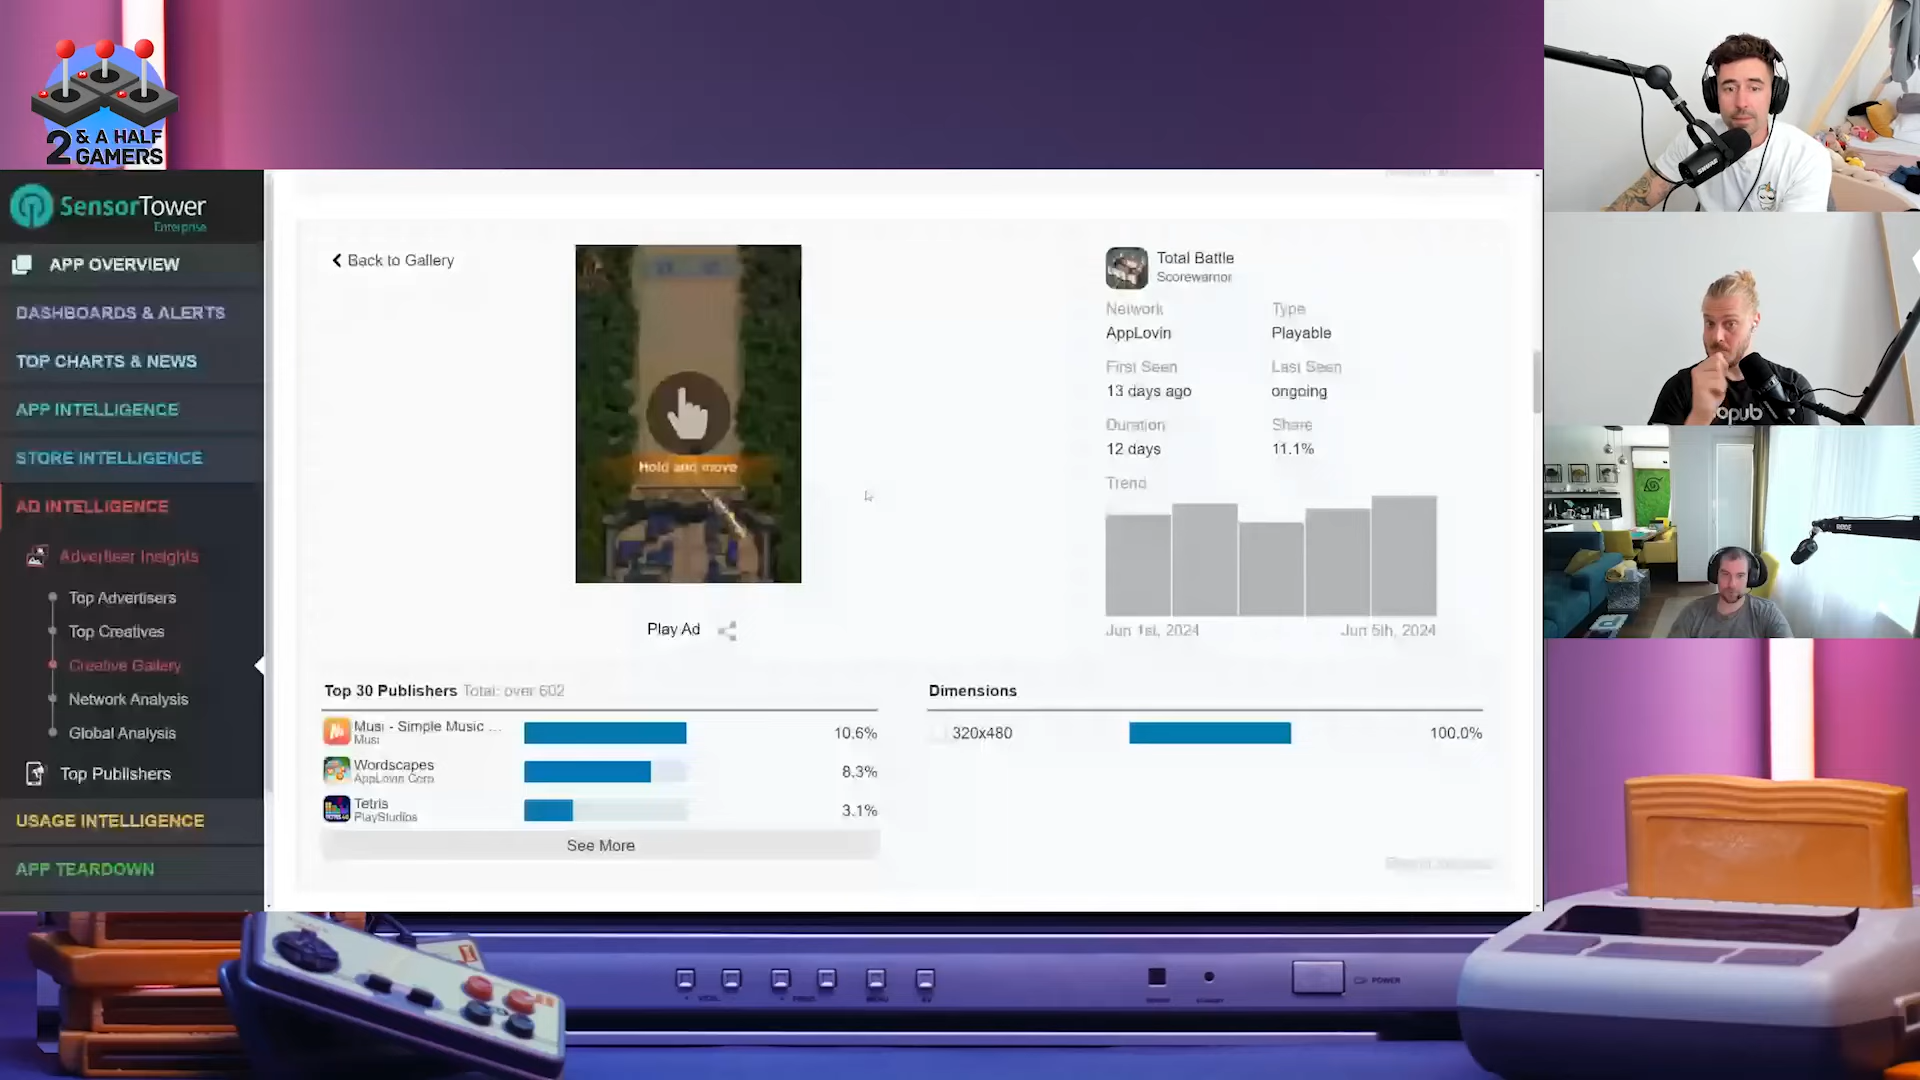 2 & A HALF
GAMERS
SensorTower
Enterprise
APP OVERVIEW
DASHBOARDS & ALERTS
TOP CHARTS & NEWS
APP INTELLIGENCE
STORE INTELLIGENCE
AD INTELLIGENCE
Advertiser Insights
Top Advertisers
Top Creatives
Creative Gallery
Network Analysis
Global Analysis
Top Publishers
USAGE INTELLIGENCE
APP TEARDOWN
Back to Gallery
Hold and move
Play Ad
Total Battle
Scorewarrior
Network
Type
AppLovin
Playable
First Seen
Last Seen
13 days ago
ongoing
Duration
Share
12 days
11.1%
Trend
Jun 1st, 2024
Jun 5th, 2024
Top 30 Publishers Total: over 602
Musi - Simple Music ...
Musi
10.6%
Wordscapes
AppLovin Corp
8.3%
Tetris
PlayStudios
3.1%
See More
Dimensions
320x480
100.0%
SHURE
opub
RODE
MENU
POWER